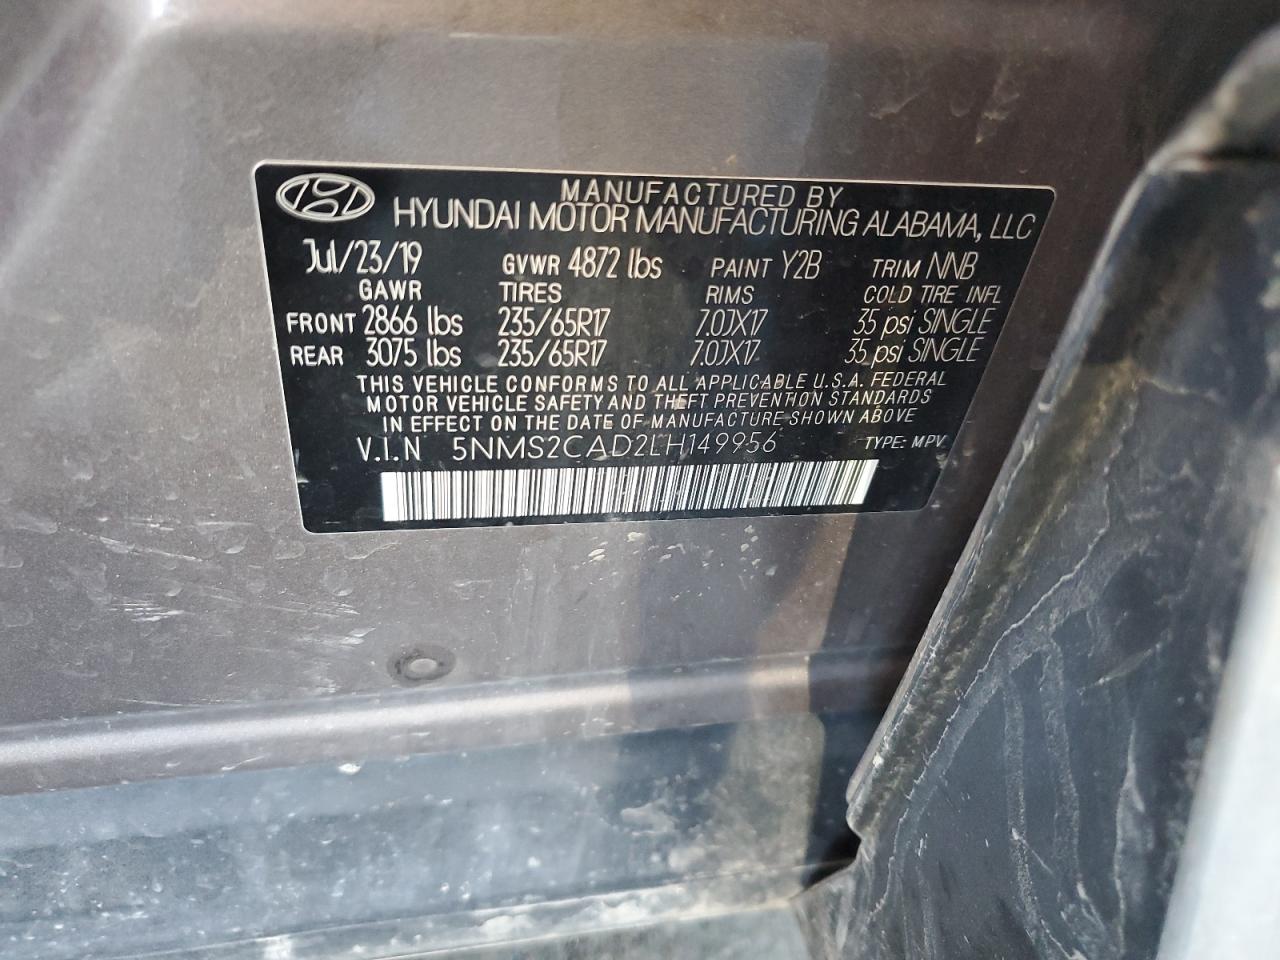 MANUFACTURED BY
HYUNDAI MOTOR MANUFACTURING ALABAMA, LLC
Jul/23/19 GVWR 4872 lbs PAINT Y2B TRIM NNB
GAWR TIRES RIMS COLD TIRE INFL
FRONT 2866 lbs 235/65R17 7.0JX17 35 psi SINGLE
REAR 3075 lbs 235/65R17 7.0JX17 35 psi SINGLE
THIS VEHICLE CONFORMS TO ALL APPLICABLE U.S.A. FEDERAL
MOTOR VEHICLE SAFETY AND THEFT PREVENTION STANDARDS
IN EFFECT ON THE DATE OF MANUFACTURE SHOWN ABOVE
V.I.N 5NMS2CAD2LH149956 TYPE: MPV